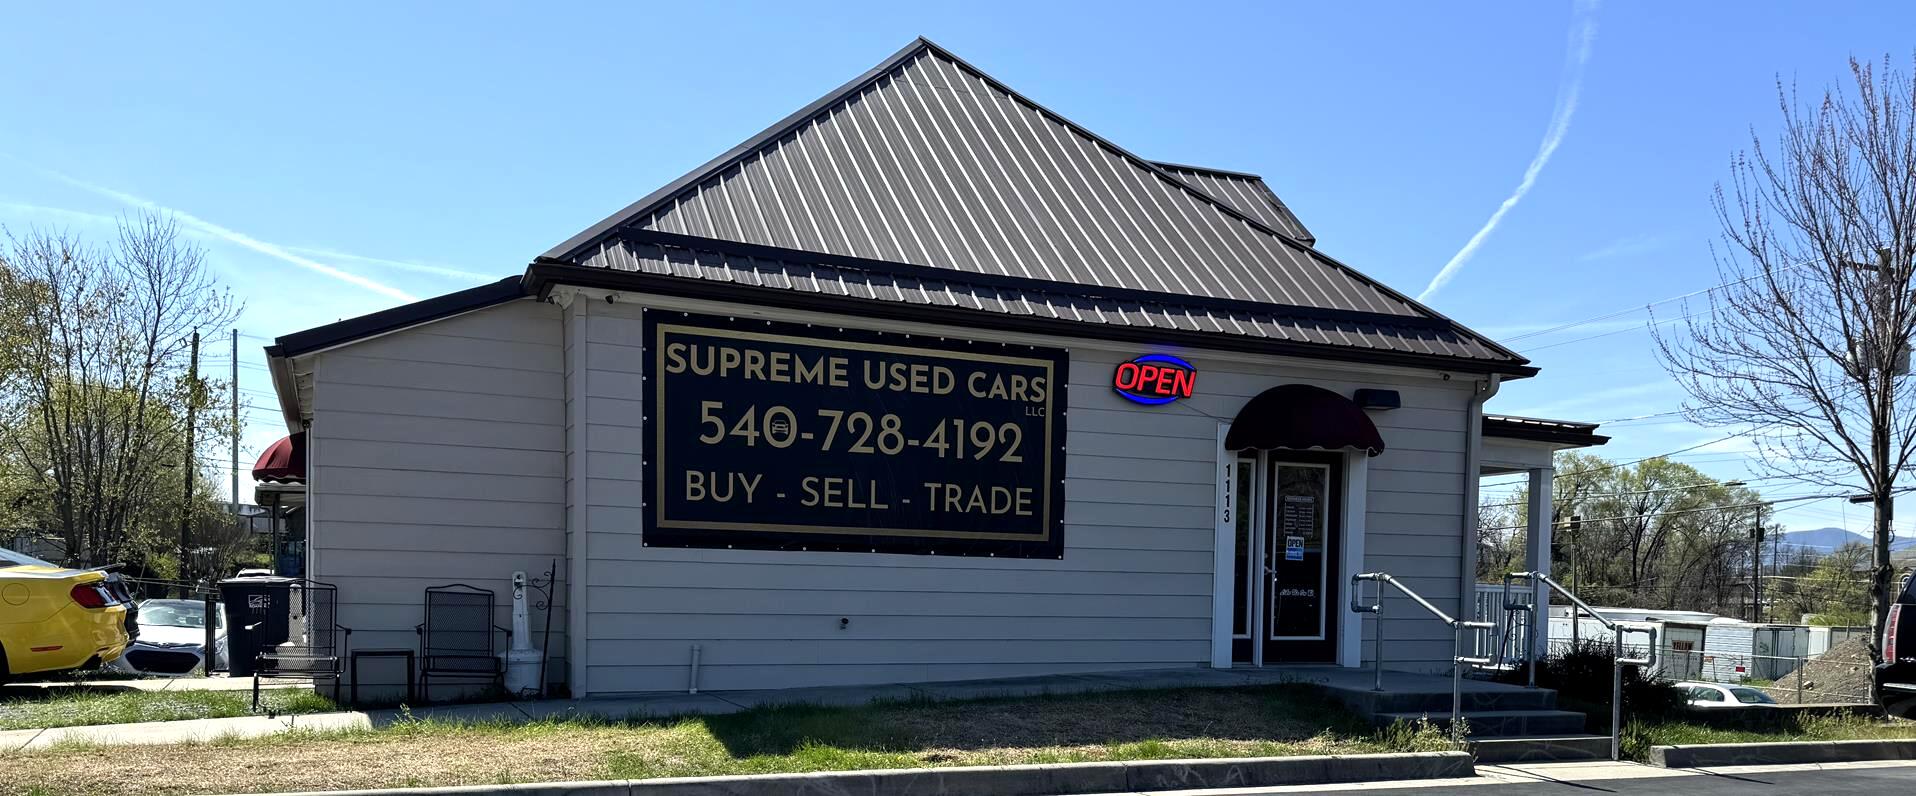 SUPREME USED CARS
LLC
540-728-4192
BUY - SELL - TRADE
OPEN
1113
OPEN